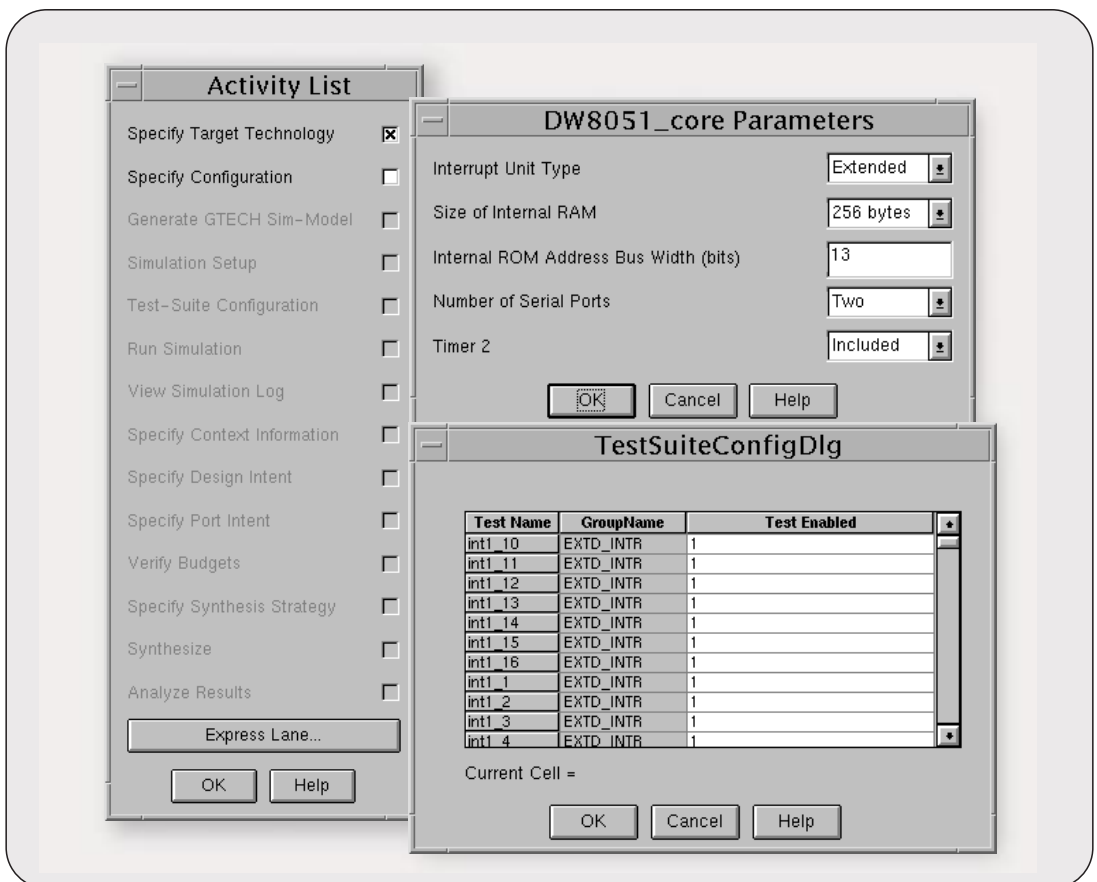 Activity List
Specify Target Technology
Specify Configuration
Generate GTECH Sim-Model
Simulation Setup
Test-Suite Configuration
Run Simulation
View Simulation Log
Specify Context Information
Specify Design Intent
Specify Port Intent
Verify Budgets
Specify Synthesis Strategy
Synthesize
Analyze Results
Express Lane...
OK Help
DW8051_core Parameters
Interrupt Unit Type Extended
Size of Internal RAM 256 bytes
Internal ROM Address Bus Width (bits) 13
Number of Serial Ports Two
Timer 2 Included
OK Cancel Help
TestSuiteConfigDlg
Test Name GroupName Test Enabled
int1_10 EXTD_INTR 1
int1_11 EXTD_INTR 1
int1_12 EXTD_INTR 1
int1_13 EXTD_INTR 1
int1_14 EXTD_INTR 1
int1_15 EXTD_INTR 1
int1_16 EXTD_INTR 1
int1_1 EXTD_INTR 1
int1_2 EXTD_INTR 1
int1_3 EXTD_INTR 1
int1_4 EXTD_INTR 1
Current Cell =
OK Cancel Help